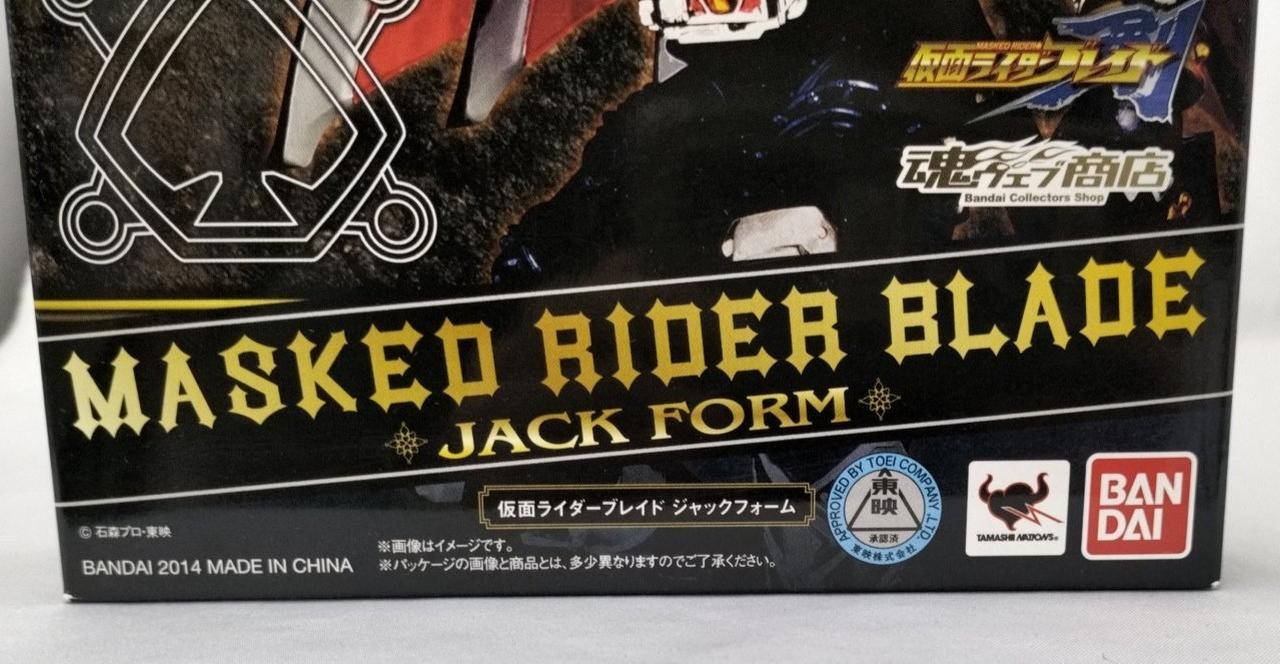 MASKED RIDER
仮面ライダーブレイド
剣
魂ウェブ商店
Bandai Collectors Shop
MASKED RIDER BLADE
JACK FORM
仮面ライダーブレイド ジャックフォーム
© 石森プロ・東映
BANDAI 2014 MADE IN CHINA
※画像はイメージです。
※パッケージの画像と商品とは、多少異なりますのでご了承ください。
APPROVED BY TOEI COMPANY, LTD.
東映
承認済
東映株式会社
TAMASHII NATIONS®
BAN
DAI